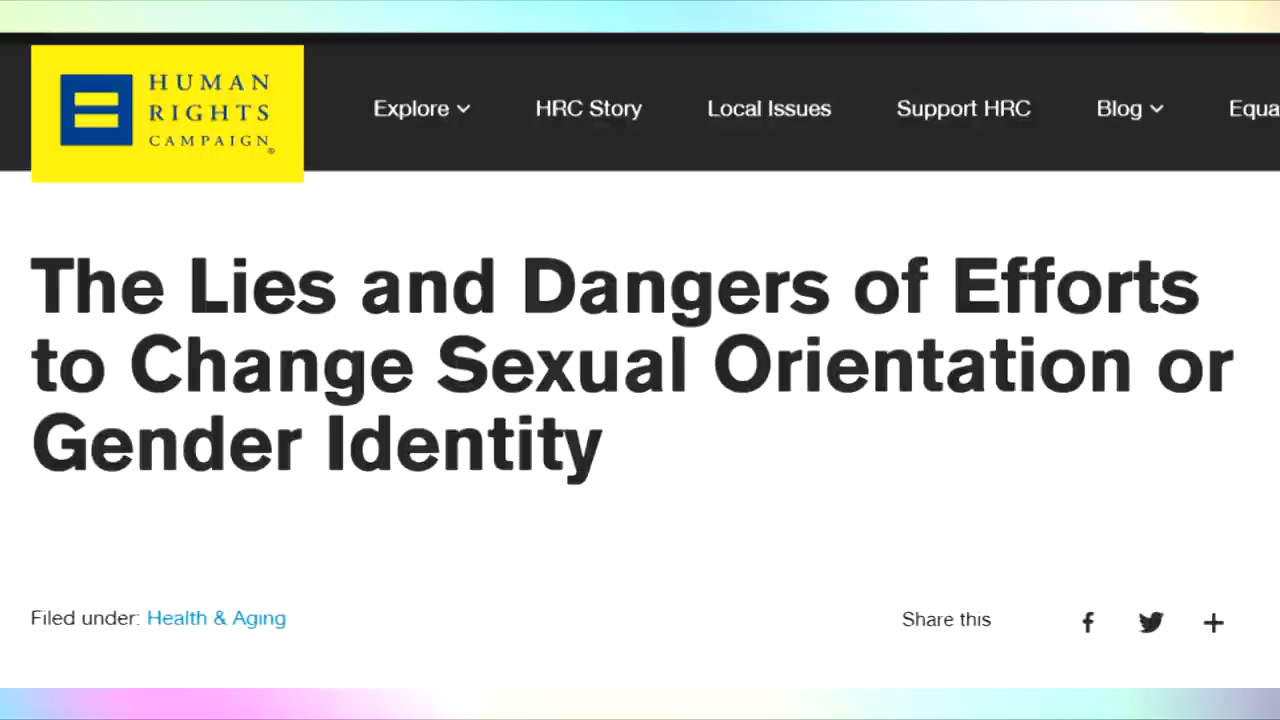 HUMAN
RIGHTS
CAMPAIGN®
Explore HRC Story Local Issues Support HRC Blog Equa
The Lies and Dangers of Efforts
to Change Sexual Orientation or
Gender Identity
Filed under: Health & Aging Share this